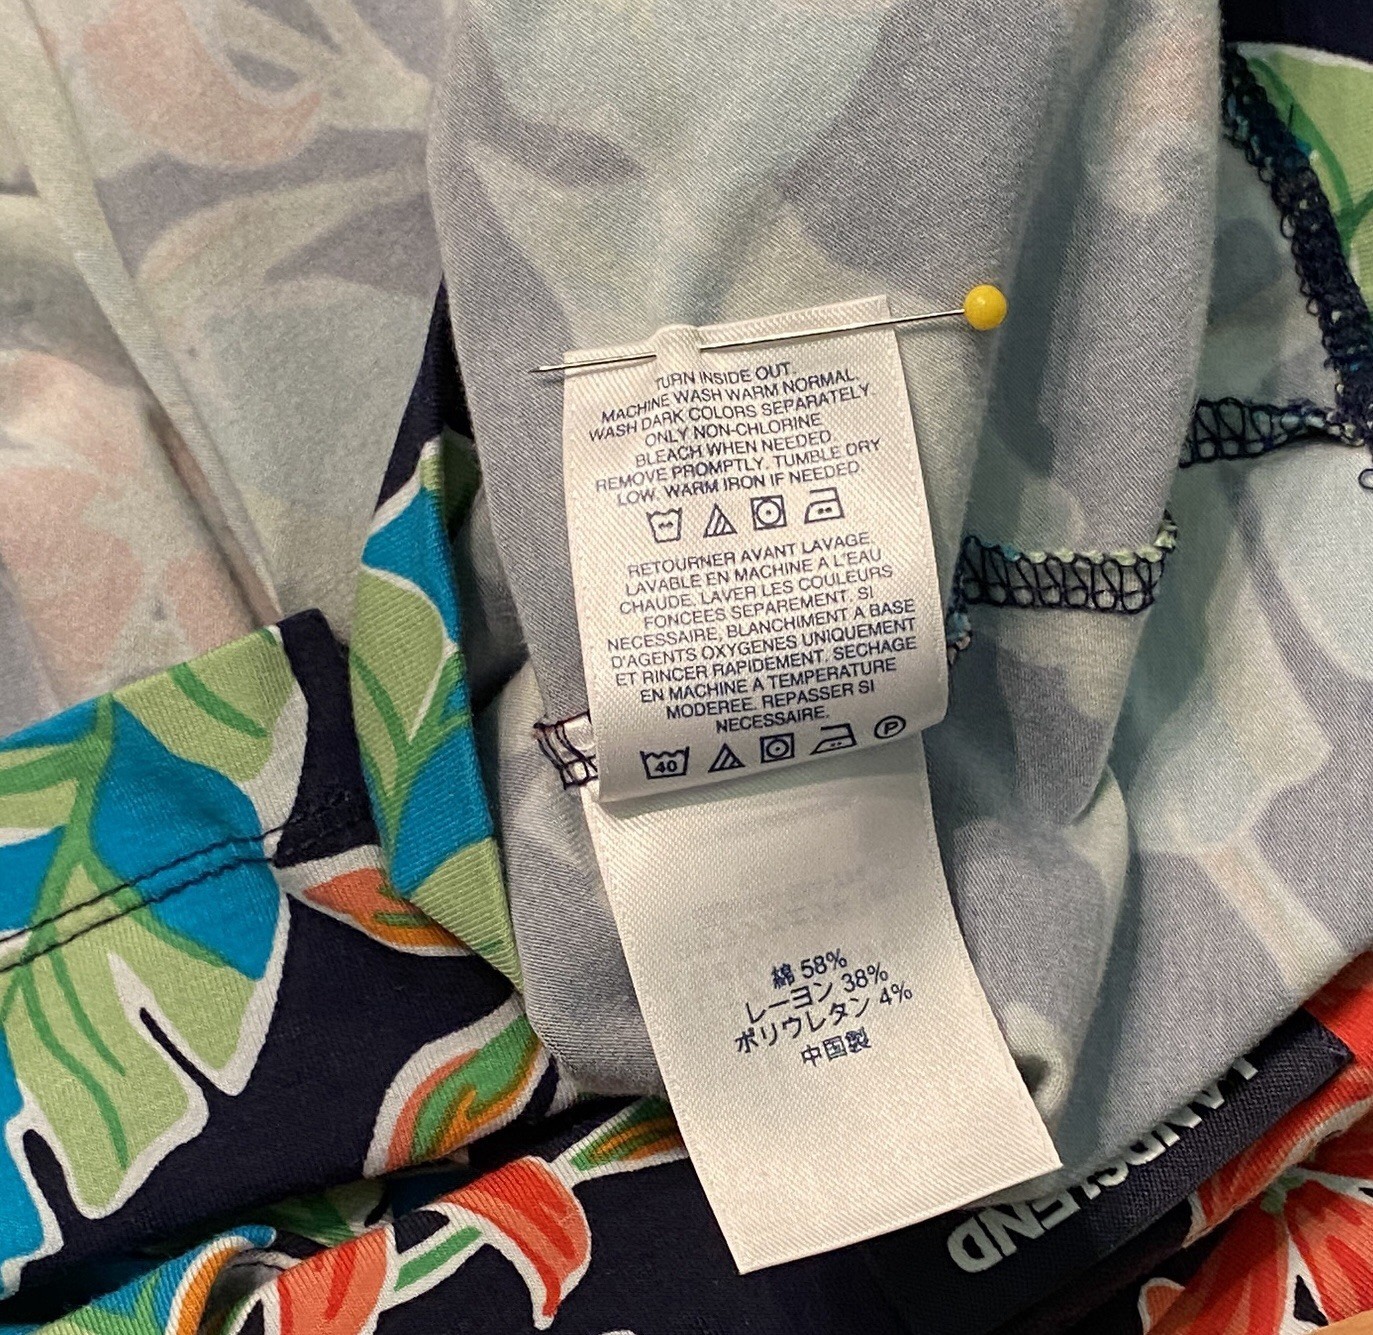 TURN INSIDE OUT.
MACHINE WASH WARM NORMAL.
WASH DARK COLORS SEPARATELY.
ONLY NON-CHLORINE
BLEACH WHEN NEEDED
REMOVE PROMPTLY. TUMBLE DRY
LOW. WARM IRON IF NEEDED.
RETOURNER AVANT LAVAGE.
LAVABLE EN MACHINE A L'EAU
CHAUDE. LAVER LES COULEURS
FONCEES SEPAREMENT. SI
NECESSAIRE, BLANCHIMENT A BASE
D'AGENTS OXYGENES UNIQUEMENT
ET RINCER RAPIDEMENT. SECHAGE
EN MACHINE A TEMPERATURE
MODEREE. REPASSER SI
NECESSAIRE.
40 P
綿 58%
レーヨン 38%
ポリウレタン 4%
中国製
LANDS'END